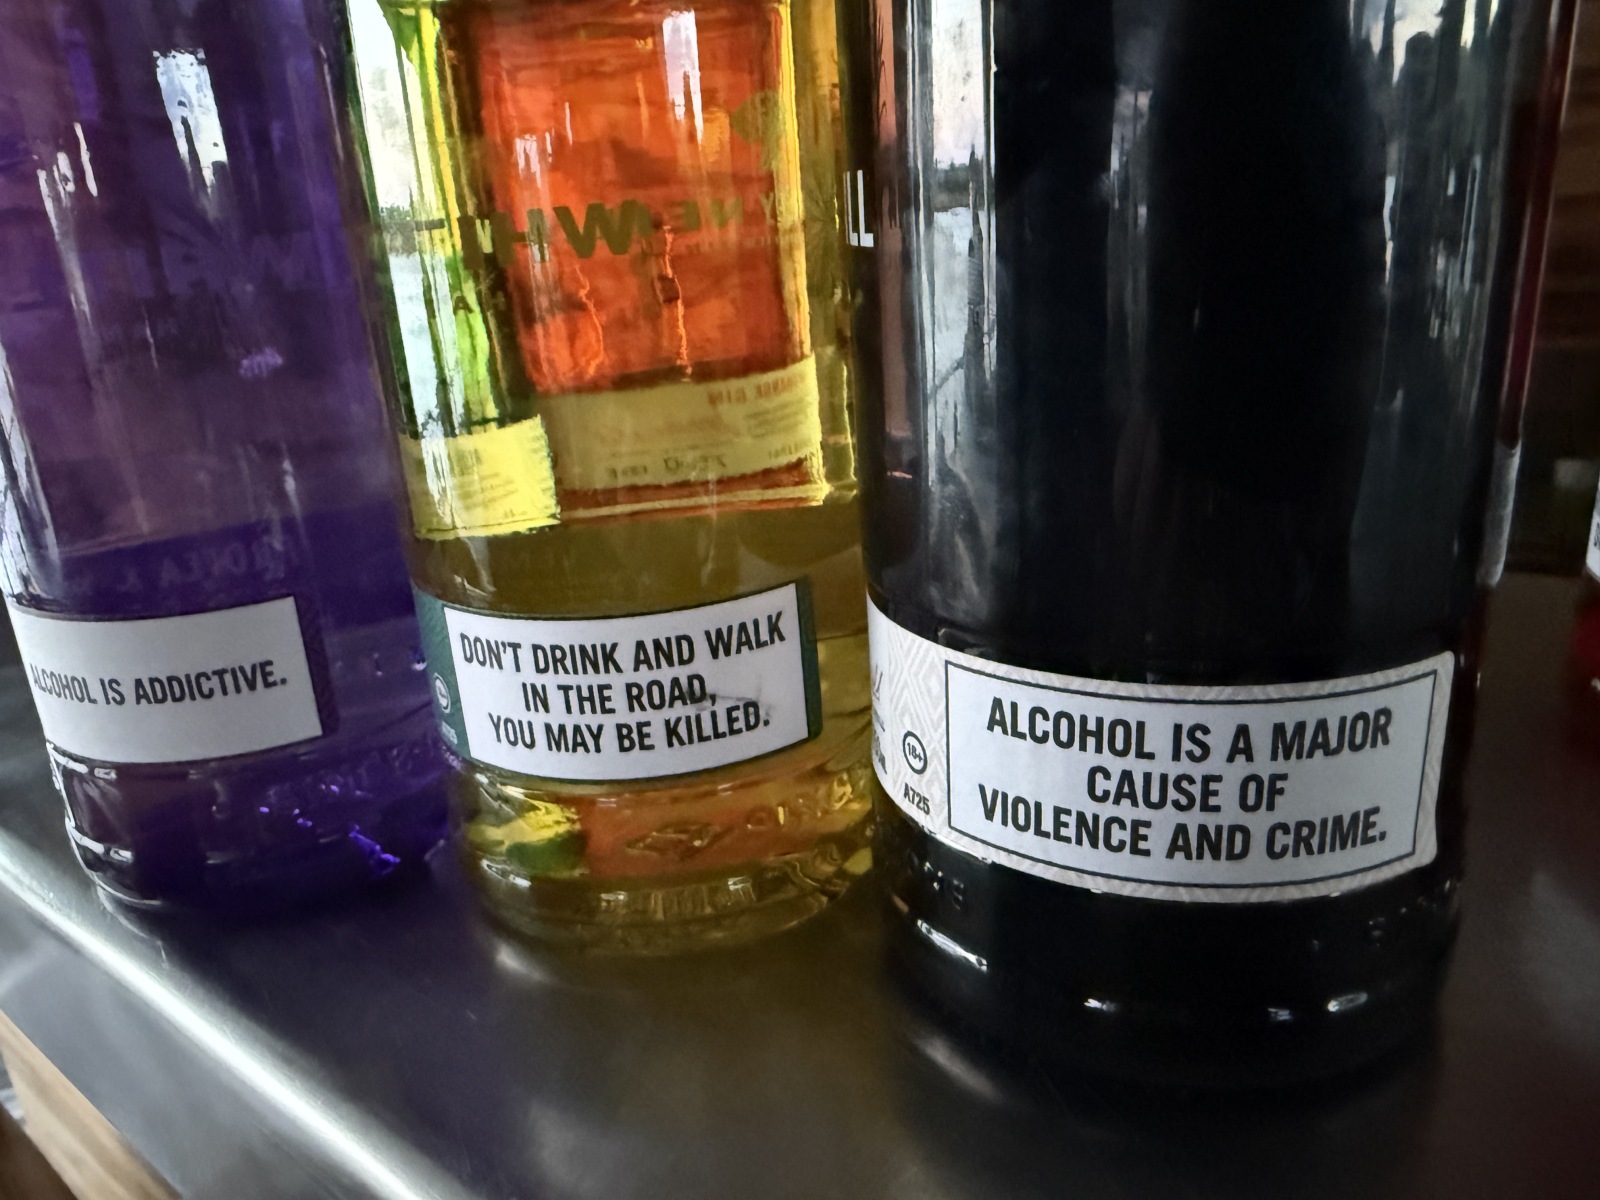 ALCOHOL IS ADDICTIVE.
DON'T DRINK AND WALK
IN THE ROAD,
YOU MAY BE KILLED.
LL
18+
A725
ALCOHOL IS A MAJOR
CAUSE OF
VIOLENCE AND CRIME.